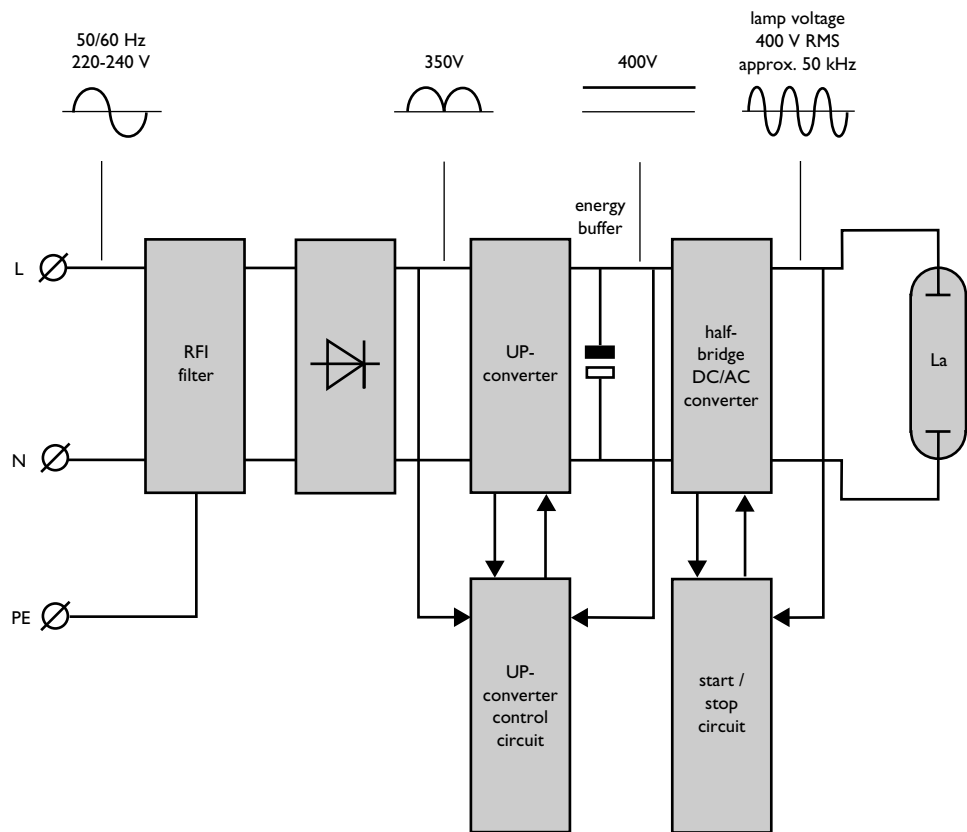 50/60 Hz
220-240 V
350V
400V
lamp voltage
400 V RMS
approx. 50 kHz
energy
buffer
L
RFI
filter
UP-
converter
half-
bridge
DC/AC
converter
La
N
PE
UP-
converter
control
circuit
start /
stop
circuit